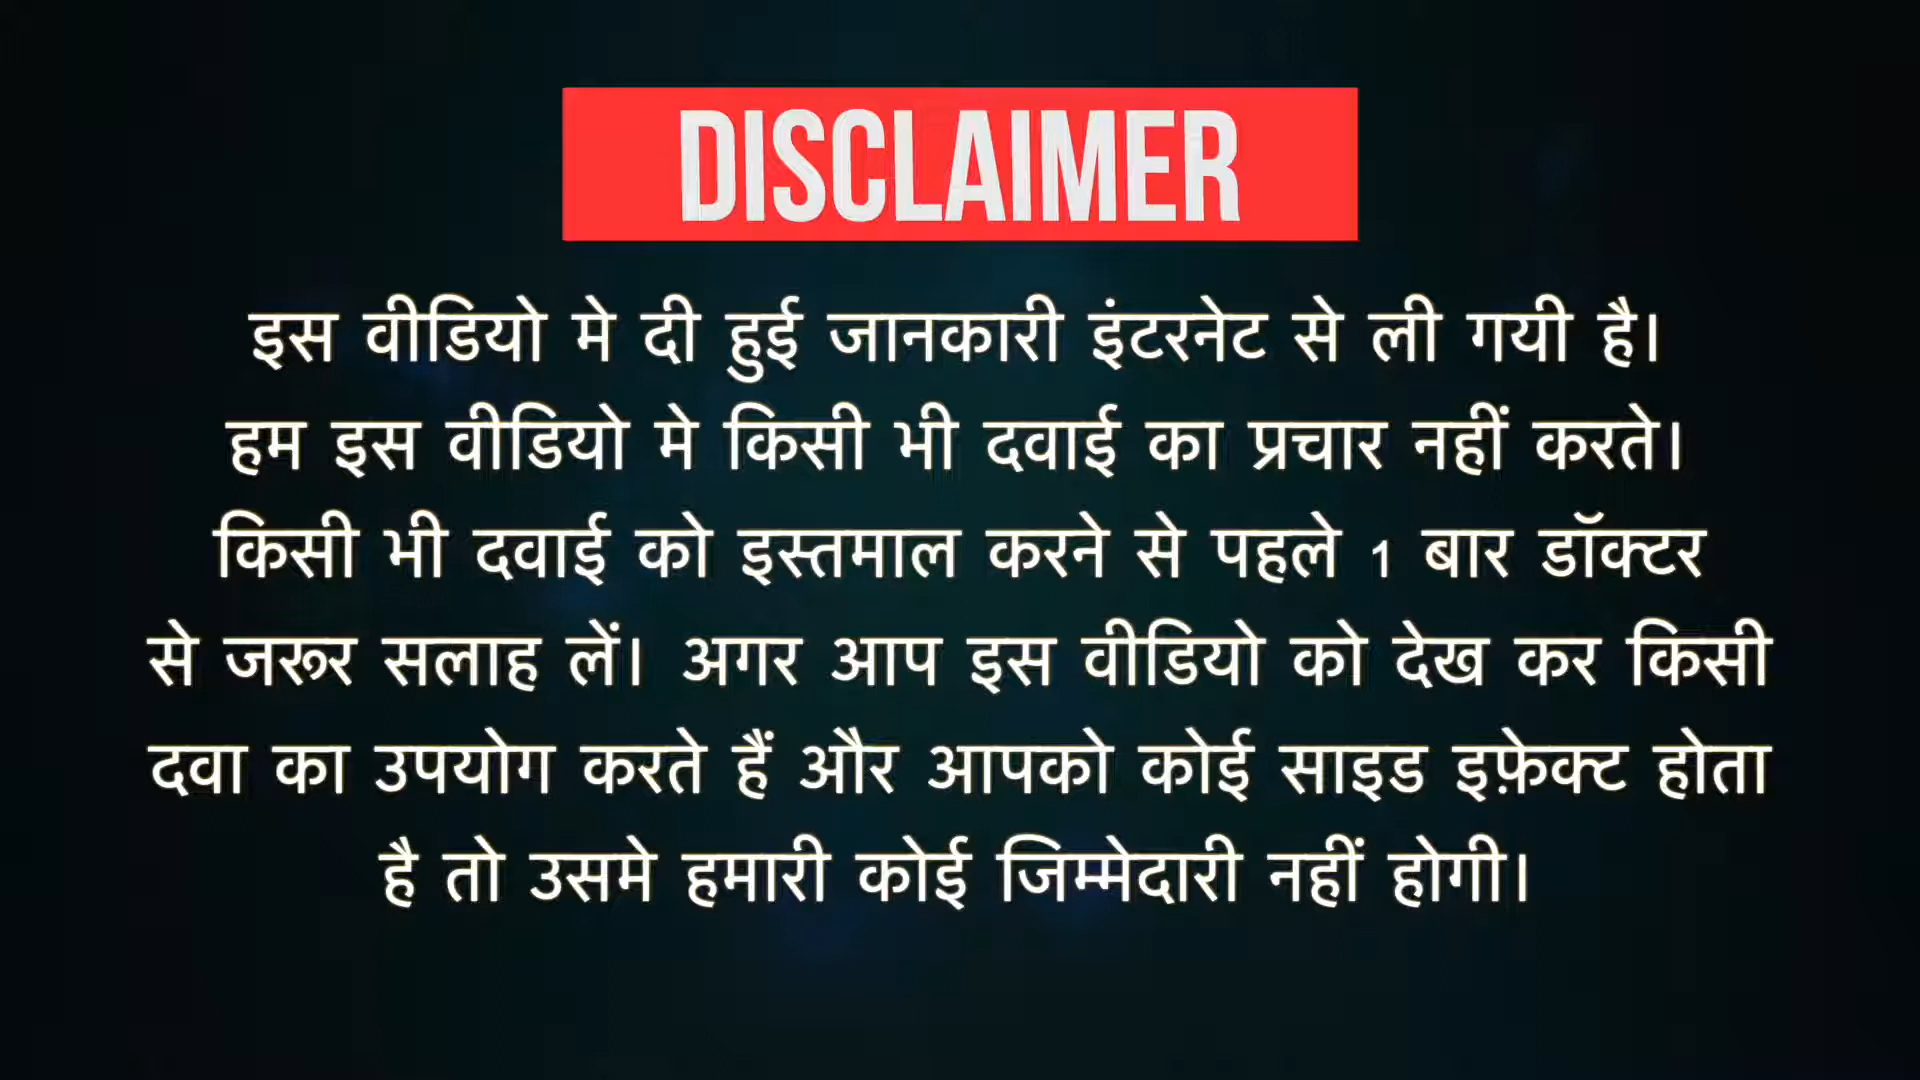 DISCLAIMER
इस वीडियो मे दी हुई जानकारी इंटरनेट से ली गयी है।
हम इस वीडियो मे किसी भी दवाई का प्रचार नहीं करते।
किसी भी दवाई को इस्तमाल करने से पहले 1 बार डॉक्टर
से जरूर सलाह लें। अगर आप इस वीडियो को देख कर किसी
दवा का उपयोग करते हैं और आपको कोई साइड इफ़ेक्ट होता
है तो उसमे हमारी कोई जिम्मेदारी नहीं होगी।